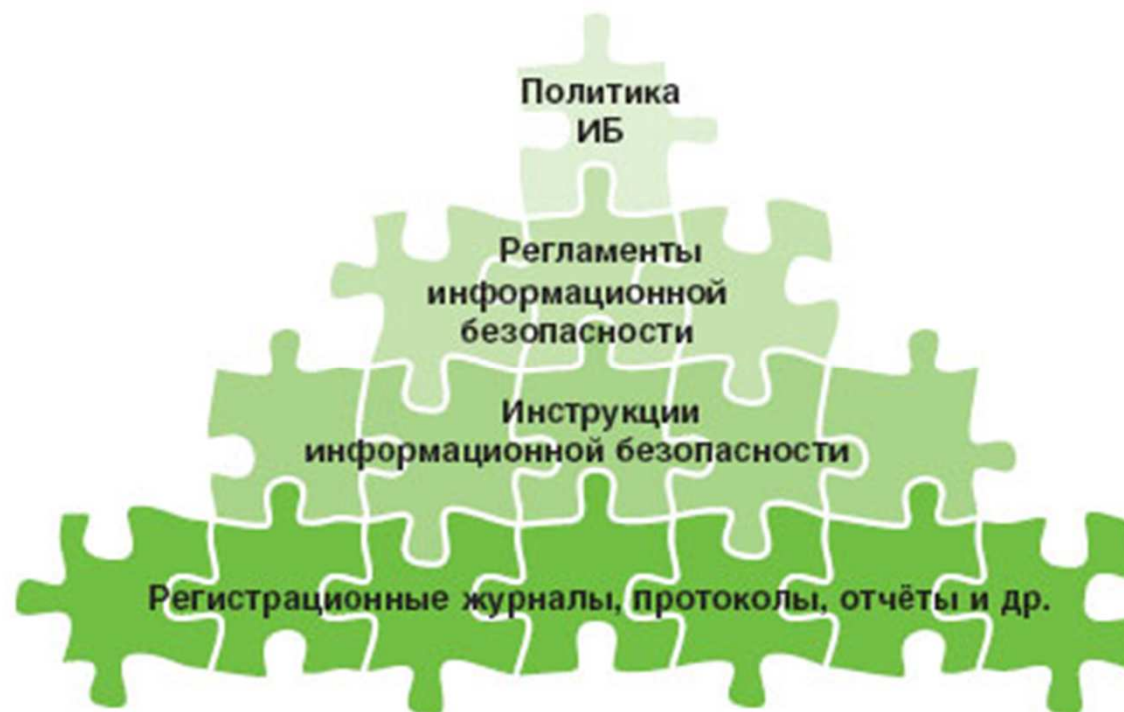 Политика
ИБ
Регламенты
информационной
безопасности
Инструкции
информационной безопасности
Регистрационные журналы, протоколы, отчёты и др.